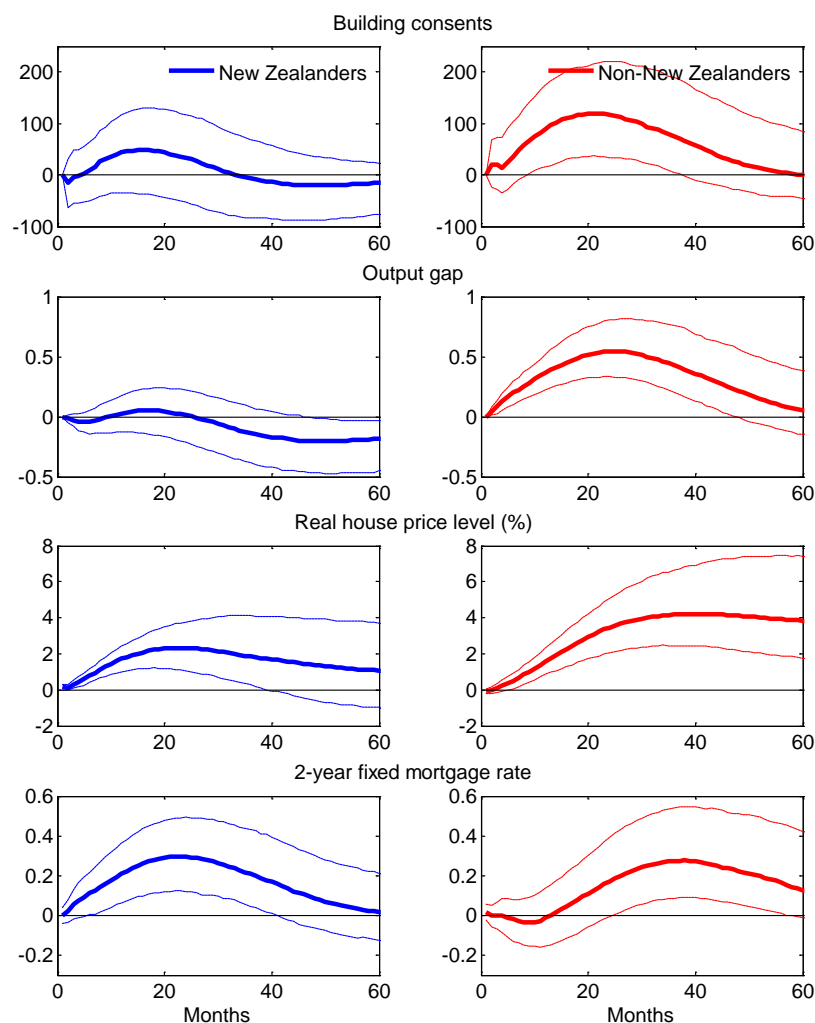 Building consents
New Zealanders
Non-New Zealanders
200
100
0
-100
0 20 40 60
200
100
0
-100
0 20 40 60
Output gap
1
0.5
0
-0.5
0 20 40 60
1
0.5
0
-0.5
0 20 40 60
Real house price level (%)
8
6
4
2
0
-2
0 20 40 60
8
6
4
2
0
-2
0 20 40 60
2-year fixed mortgage rate
0.6
0.4
0.2
0
-0.2
0 20 40 60
Months
0.6
0.4
0.2
0
-0.2
0 20 40 60
Months